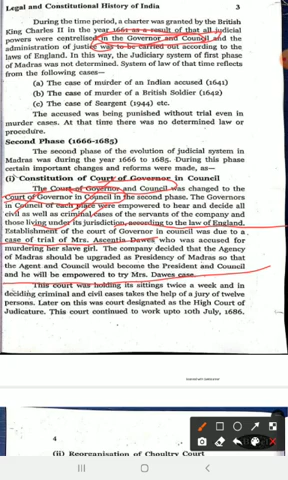 Legal and Constitutional History of India 3
During the time period, a charter was granted by the British
King Charles II in the year 1661 as a result of that all judicial
powers were centralised in the Governor and Council and the
administration of justice was to be carried out according to the
laws of England. In this way, the Judiciary system of first phase
of Madras was not determined. System of law of that time reflects
from the following cases—
(a) The case of murder of an Indian accused (1641)
(b) The case of murder of a British Soldier (1642)
(c) The case of Seargent (1944) etc.
The accused was being punished without trial even in
murder cases. At that time there was no determined law or
procedure.
Second Phase (1666-1685)
The second phase of the evolution of judicial system in
Madras was during the year 1666 to 1685. During this phase
certain important changes and reforms were made, as—
(i) Constitution of Court of Governor in Council
The Court of Governor and Council was changed to the
Court of Governor in Council in the second phase. The Governors
in Council of each place were empowered to bear and decide all
civil as well as criminal cases of the servants of the company and
those living under its jurisdiction, according to the law of England.
Establishment of the court of Governor in council was due to a
case of trial of Mrs. Ascentia Dawes who was accused for
murdering her slave girl. The company decided that the Agency
of Madras should be upgraded as Presidency of Madras so that
the Agent and Council would become the President and Council
and he will be empowered to try Mrs. Dawes case.
This court was holding its sittings twice a week and in
deciding criminal and civil cases takes the help of a jury of twelve
persons. Later on this court was designated as the High Court of
Judicature. This court continued to work upto 10th July, 1686.
4
(ii) Reorganisation of Choultry Court